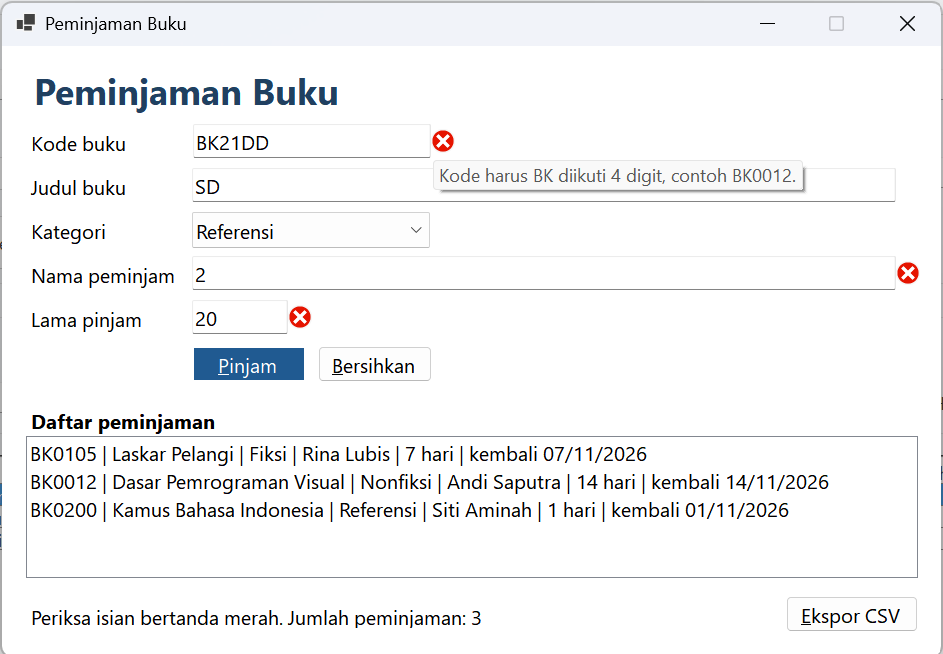 Peminjaman Buku
Peminjaman Buku
Kode buku BK21DD
Kode harus BK diikuti 4 digit, contoh BK0012.
Judul buku SD
Kategori Referensi
Nama peminjam 2
Lama pinjam 20
Pinjam Bersihkan
Daftar peminjaman
BK0105 | Laskar Pelangi | Fiksi | Rina Lubis | 7 hari | kembali 07/11/2026
BK0012 | Dasar Pemrograman Visual | Nonfiksi | Andi Saputra | 14 hari | kembali 14/11/2026
BK0200 | Kamus Bahasa Indonesia | Referensi | Siti Aminah | 1 hari | kembali 01/11/2026
Periksa isian bertanda merah. Jumlah peminjaman: 3 Ekspor CSV